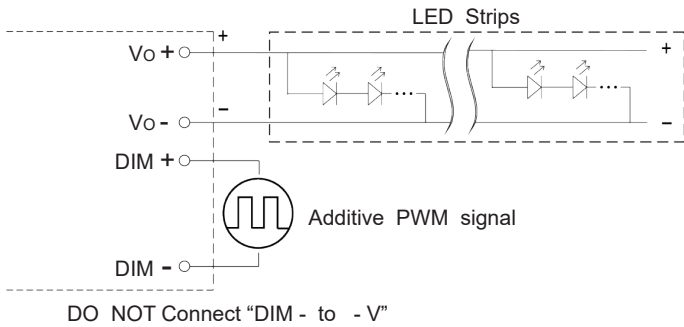 LED Strips
Vo +
+
+
Vo -
-
-
DIM +
Additive PWM signal
DIM -
DO NOT Connect “DIM - to - V”